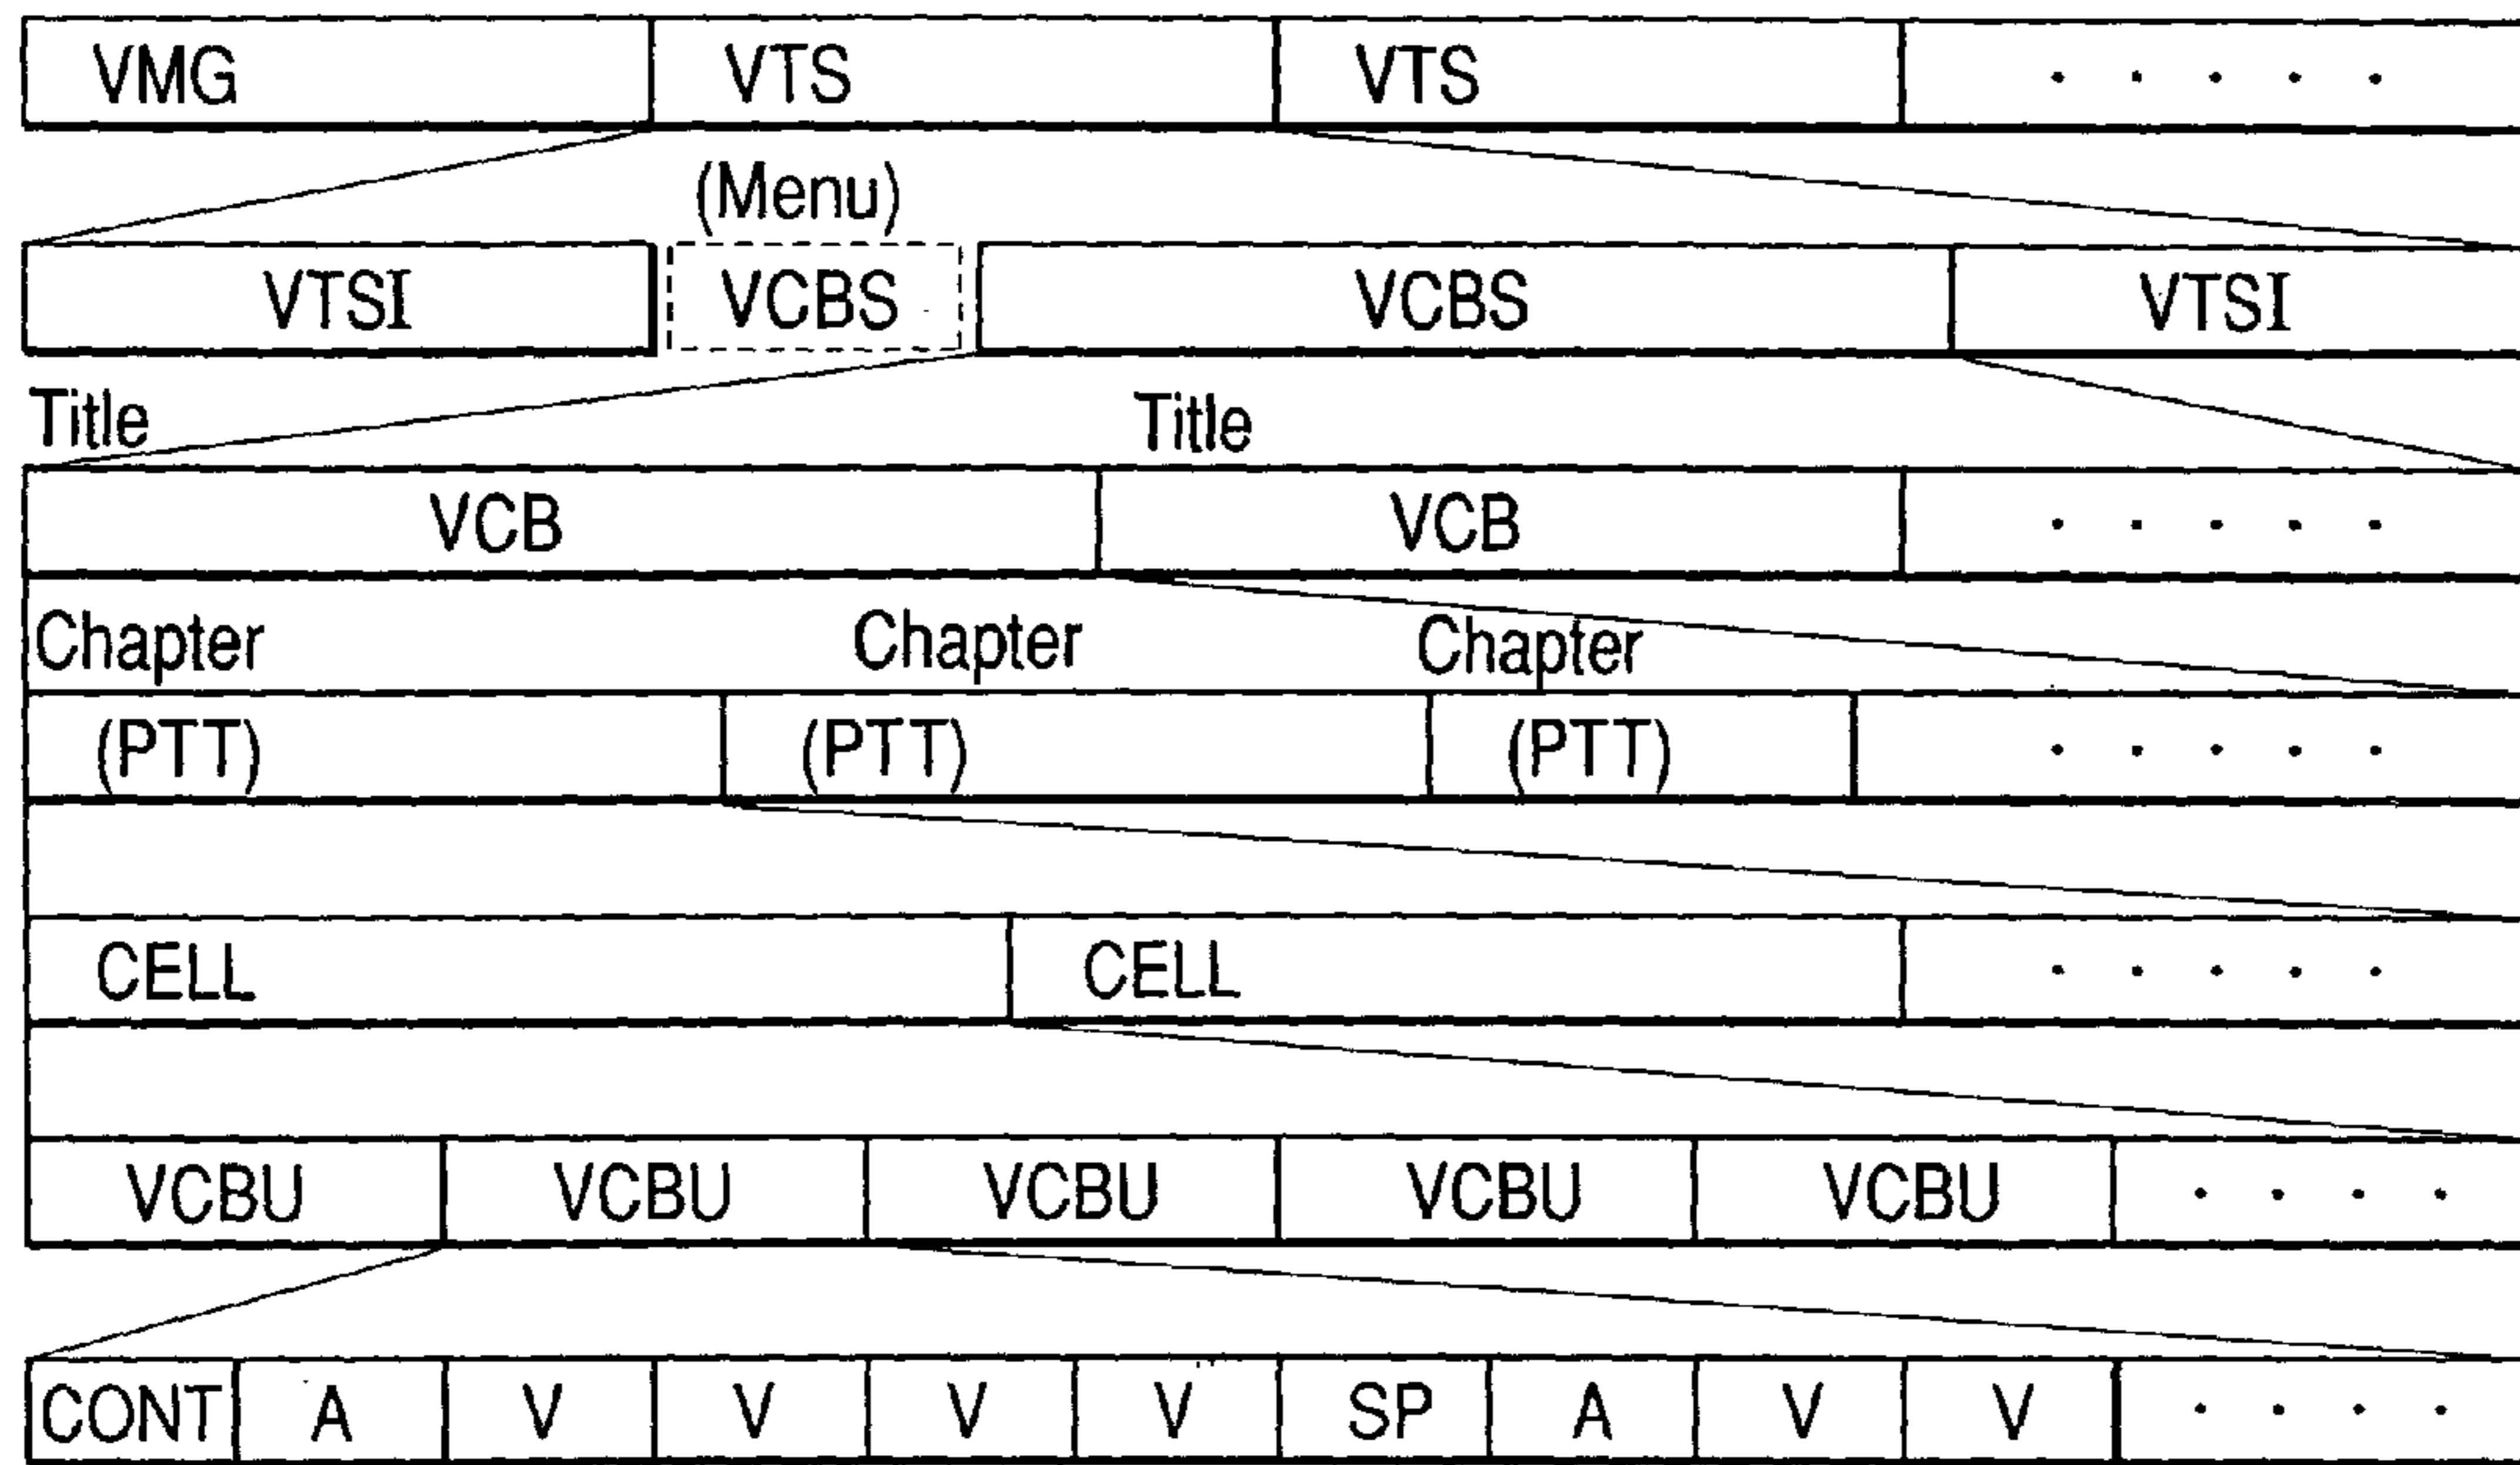 VMG VTS VTS . . . . .
(Menu)
VTSI VCBS VCBS VTSI
Title Title
VCB VCB . . . . .
Chapter Chapter Chapter
(PTT) (PTT) (PTT) . . . . .
CELL CELL . . . . .
VCBU VCBU VCBU VCBU VCBU . . . .
CONT A V V V V SP A V V . . . .